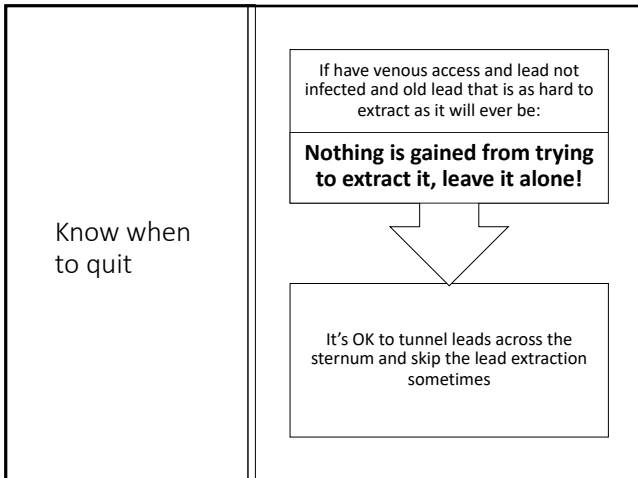 Know when
to quit
If have venous access and lead not
infected and old lead that is as hard to
extract as it will ever be:
Nothing is gained from trying
to extract it, leave it alone!
It’s OK to tunnel leads across the
sternum and skip the lead extraction
sometimes